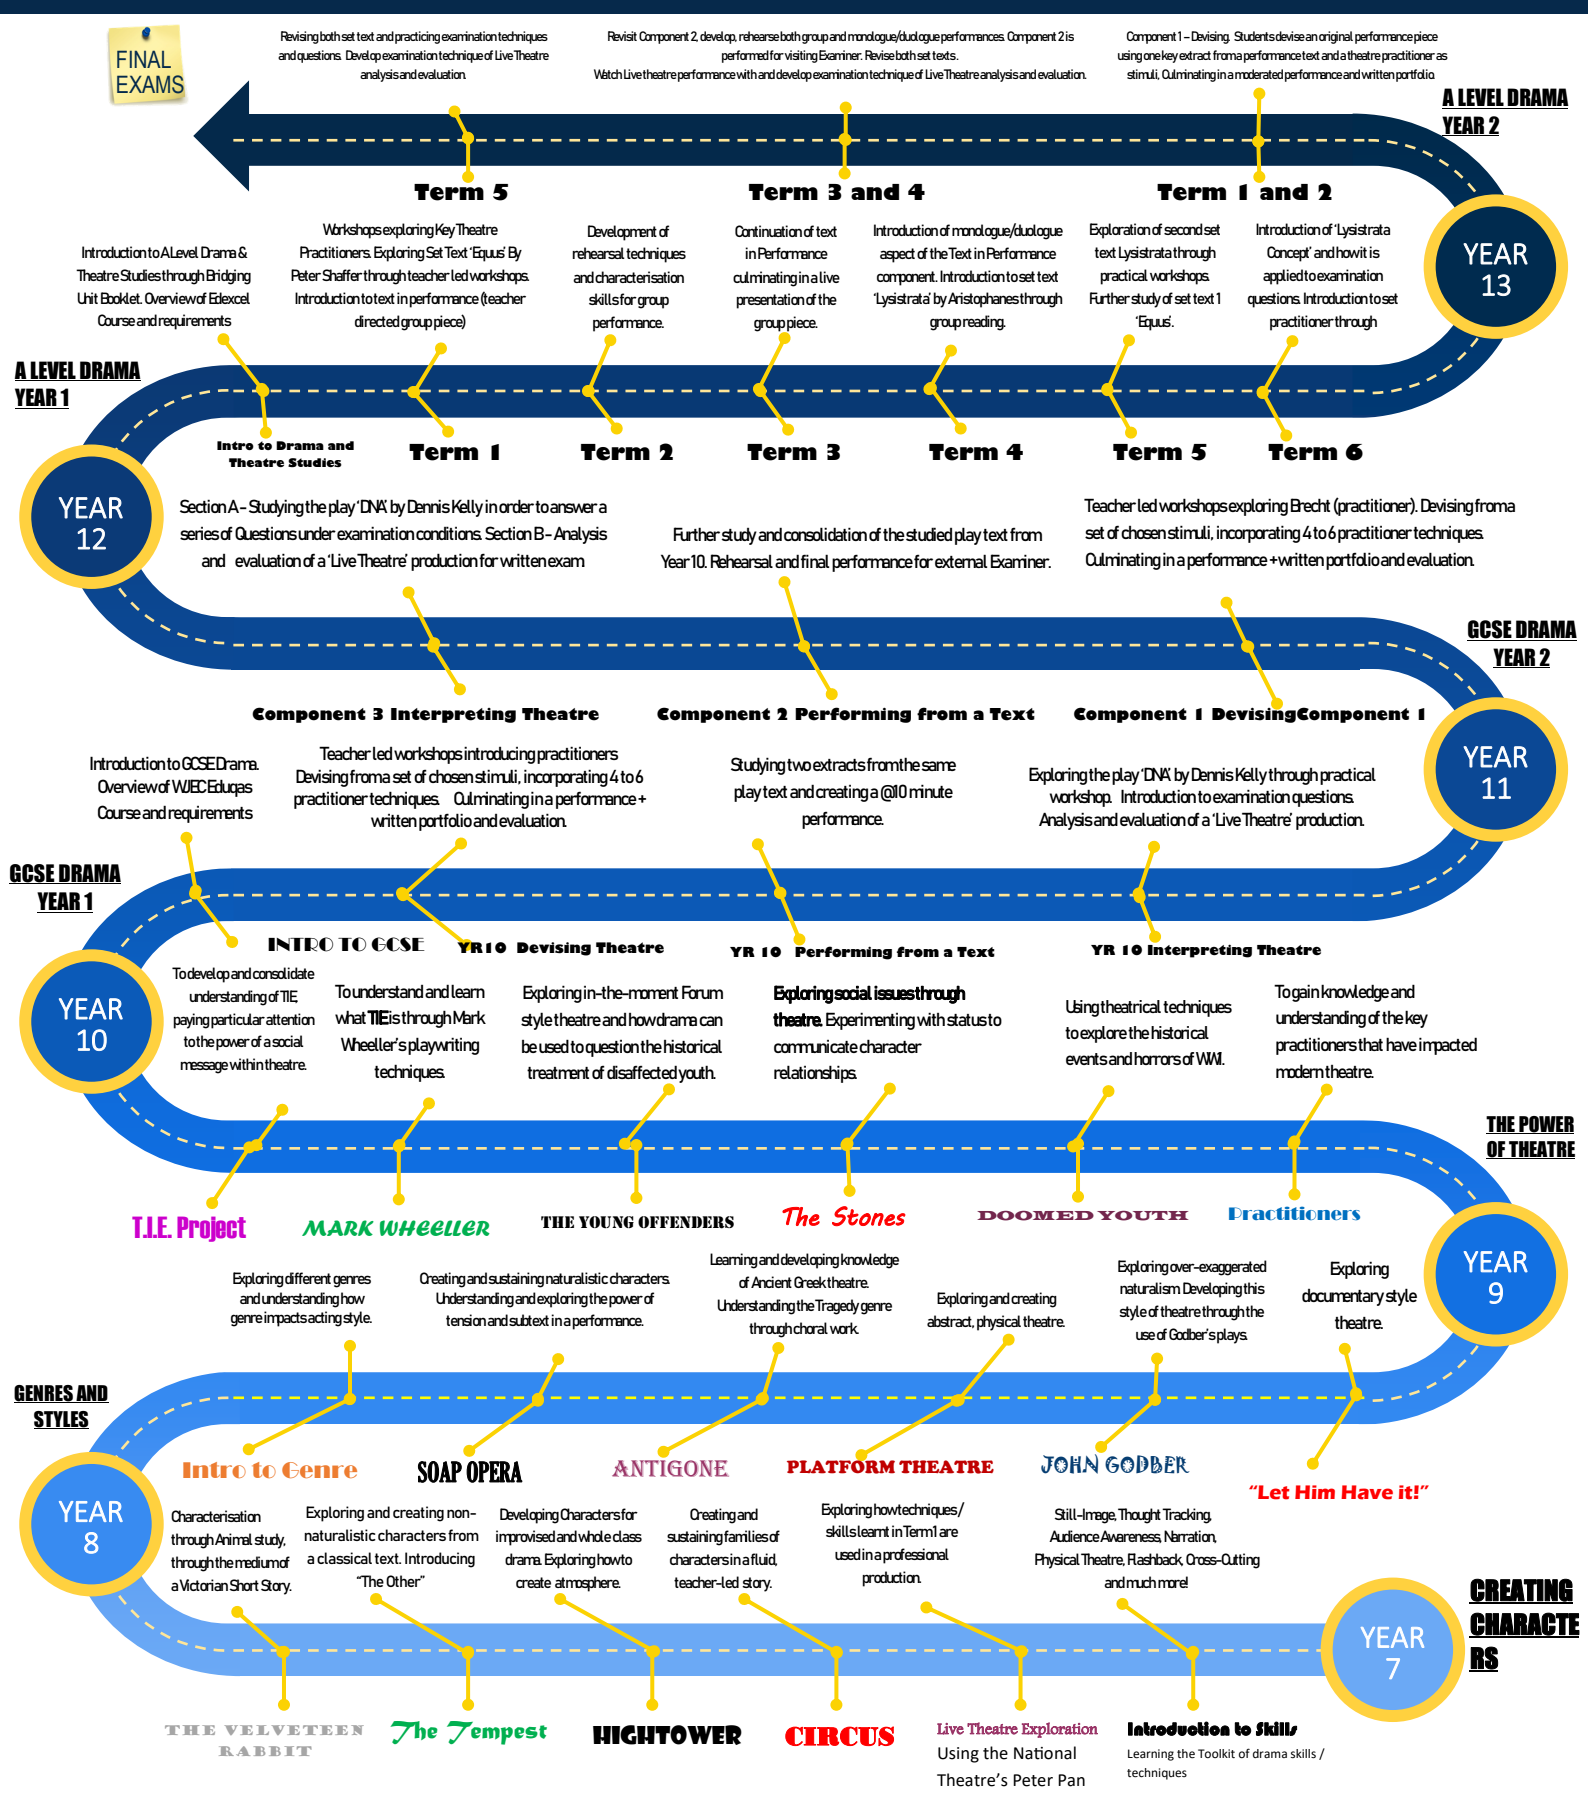 FINAL
EXAMS
Revising both set text and practicing examination techniques
and questions. Develop examination technique of Live Theatre
analysis and evaluation.
Revisit Component 2, develop, rehearse both group and monologue/duologue performances. Component 2 is
performed for visiting Examiner. Revise both set texts.
Watch Live theatre performance with and develop examination technique of Live Theatre analysis and evaluation.
Component 1 – Devising. Students devise an original performance piece
using one key extract from a performance text and a theatre practitioner as
stimuli, Culminating in a moderated performance and written portfolio.
A LEVEL DRAMA
YEAR 2
Term 5
Term 3 and 4
Term 1 and 2
YEAR
13
Introduction to A Level Drama &
Theatre Studies through Bridging
Unit Booklet. Overview of Edexcel
Course and requirements
Workshops exploring Key Theatre
Practitioners. Exploring Set Text ‘Equus’ By
Peter Shaffer through teacher led workshops.
Introduction to text in performance (teacher
directed group piece)
Development of
rehearsal techniques
and characterisation
skills for group
performance.
Continuation of text
in Performance
culminating in a live
presentation of the
group piece.
Introduction of monologue/duologue
aspect of the Text in Performance
component. Introduction to set text
‘Lysistrata’ by Aristophanes through
group reading.
Exploration of second set
text Lysistrata through
practical workshops.
Further study of set text 1
‘Equus’.
Introduction of ‘Lysistrata
Concept’ and how it is
applied to examination
questions. Introduction to set
practitioner through
A LEVEL DRAMA
YEAR 1
Intro to Drama and
Theatre Studies
Term 1
Term 2
Term 3
Term 4
Term 5
Term 6
YEAR
12
Section A - Studying the play ‘DNA’ by Dennis Kelly in order to answer a
series of Questions under examination conditions. Section B - Analysis
and evaluation of a ‘Live Theatre’ production for written exam
Further study and consolidation of the studied play text from
Year 10. Rehearsal and final performance for external Examiner.
Teacher led workshops exploring Brecht (practitioner). Devising from a
set of chosen stimuli, incorporating 4 to 6 practitioner techniques.
Culminating in a performance + written portfolio and evaluation.
GCSE DRAMA
YEAR 2
Component 3 Interpreting Theatre
Component 2 Performing from a Text
Component 1 DevisingComponent 1
YEAR
11
Introduction to GCSE Drama.
Overview of WJEC Eduqas
Course and requirements
Teacher led workshops introducing practitioners
Devising from a set of chosen stimuli, incorporating 4 to 6
practitioner techniques. Culminating in a performance +
written portfolio and evaluation.
Studying two extracts from the same
play text and creating a @10 minute
performance.
Exploring the play ‘DNA’ by Dennis Kelly through practical
workshop. Introduction to examination questions.
Analysis and evaluation of a ‘Live Theatre’ production.
GCSE DRAMA
YEAR 1
INTRO TO GCSE
YR10 Devising Theatre
YR 10 Performing from a Text
YR 10 Interpreting Theatre
YEAR
10
To develop and consolidate
understanding of TIE,
paying particular attention
to the power of a social
message within theatre.
To understand and learn
what TIE is through Mark
Wheeller’s playwriting
techniques.
Exploring in-the-moment Forum
style theatre and how drama can
be used to question the historical
treatment of disaffected youth.
Exploring social issues through
theatre. Experimenting with status to
communicate character
relationships.
Using theatrical techniques
to explore the historical
events and horrors of WW1.
To gain knowledge and
understanding of the key
practitioners that have impacted
modern theatre.
THE POWER
OF THEATRE
T.I.E. Project
MARK WHEELLER
THE YOUNG OFFENDERS
The Stones
DOOMED YOUTH
Practitioners
YEAR
9
Exploring different genres
and understanding how
genre impacts acting style.
Creating and sustaining naturalistic characters.
Understanding and exploring the power of
tension and subtext in a performance.
Learning and developing knowledge
of Ancient Greek theatre.
Understanding the Tragedy genre
through choral work.
Exploring and creating
abstract, physical theatre.
Exploring over-exaggerated
naturalism Developing this
style of theatre through the
use of Godber’s plays.
Exploring
documentary style
theatre.
GENRES AND
STYLES
Intro to Genre
SOAP OPERA
ANTIGONE
PLATFORM THEATRE
JOHN GODBER
“Let Him Have it!”
YEAR
8
Characterisation
through Animal study,
through the medium of
a Victorian Short Story.
Exploring and creating non-
naturalistic characters from
a classical text. Introducing
“The Other”
Developing Characters for
improvised and whole class
drama. Exploring how to
create atmosphere.
Creating and
sustaining families of
characters in a fluid,
teacher-led story.
Exploring how techniques /
skills learnt in Term 1 are
used in a professional
production.
Still-Image, Thought Tracking,
Audience Awareness, Narration,
Physical Theatre, Flashback, Cross-Cutting
and much more!
CREATING
CHARACTE
RS
YEAR
7
THE VELVETEEN
RABBIT
The Tempest
HIGHTOWER
CIRCUS
Live Theatre Exploration
Using the National
Theatre’s Peter Pan
Introduction to Skills
Learning the Toolkit of drama skills /
techniques